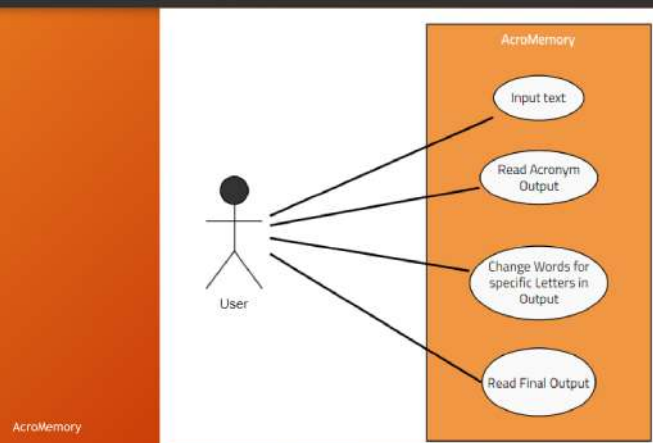 AcroMemory
Input text
Read Acronym
Output
Change Words for
specific Letters in
Output
User
Read Final Output
AcroMemory